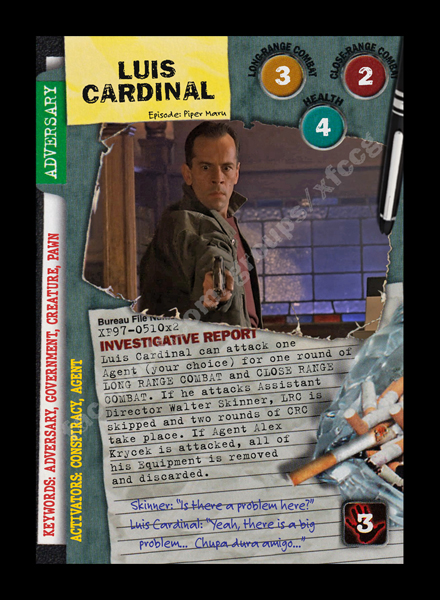 LUIS
CARDINAL
Episode: Piper Maru
LONG-RANGE COMBAT
3
CLOSE-RANGE COMBAT
2
HEALTH
4
ADVERSARY
KEYWORDS: ADVERSARY, GOVERNMENT, CREATURE, PAWN
ACTIVATORS: CONSPIRACY, AGENT
Bureau File
XF97-0510x2
INVESTIGATIVE REPORT
Luis Cardinal can attack one
Agent (your choice) for one round of
LONG RANGE COMBAT and CLOSE RANGE
COMBAT. If he attacks Assistant
Director Walter Skinner, LRC is
skipped and two rounds of CRC
take place. If Agent Alex
Krycek is attacked, all of
his Equipment is removed
and discarded.
Skinner: "Is there a problem here?"
Luis Cardinal: "Yeah, there is a big
problem... Chupa dura amigo..."
3